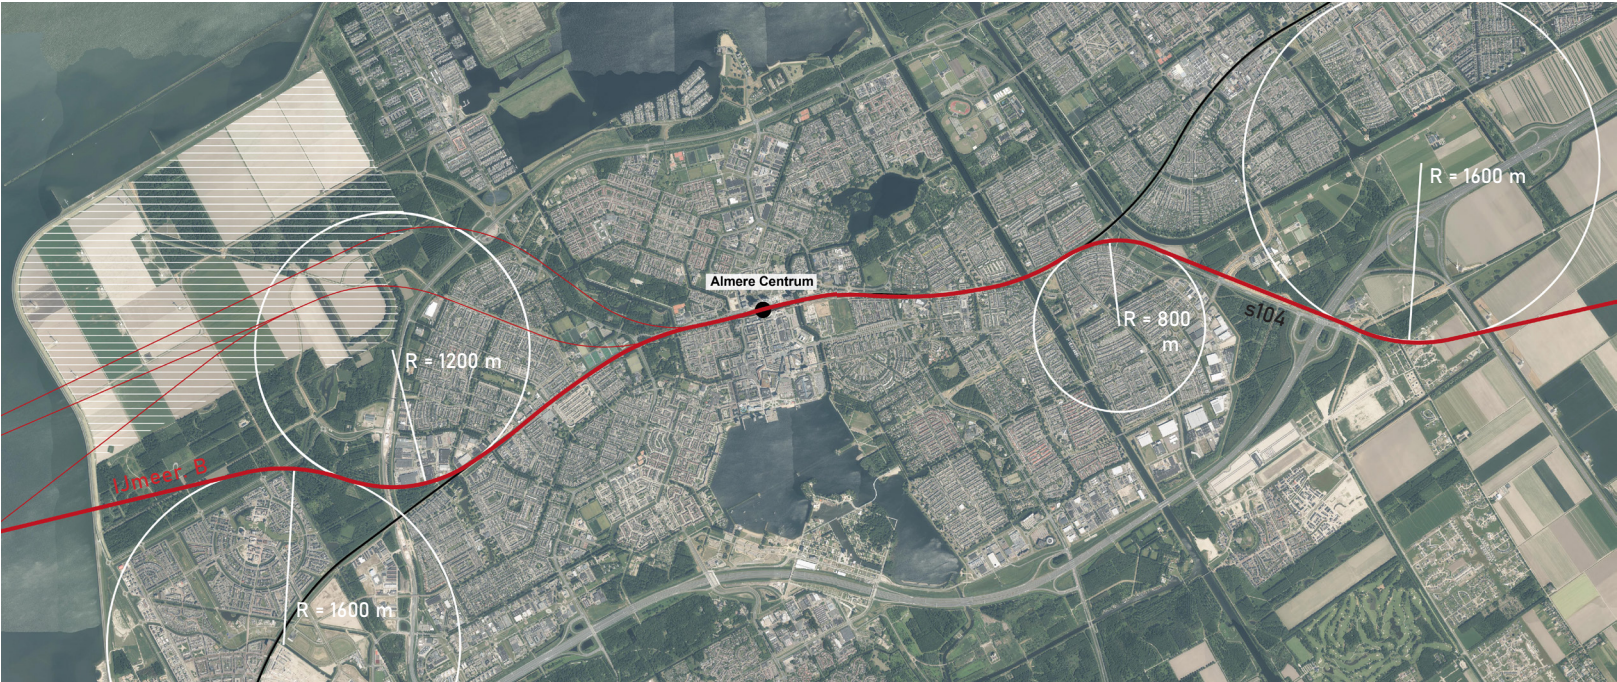 R = 1600 m
Almere Centrum
s104
R = 800
m
R = 1200 m
IJmeer. B
R = 1600 m